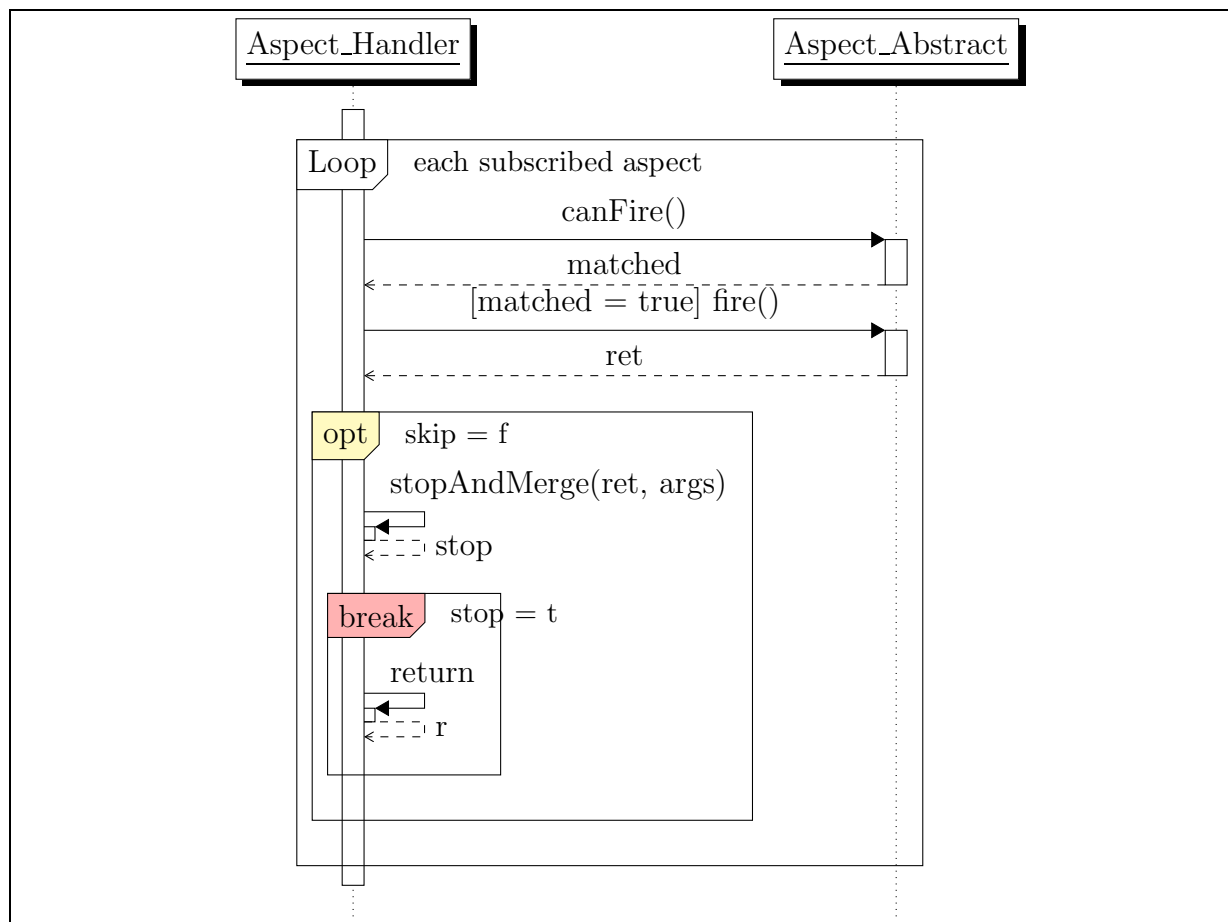 Aspect_Handler
Aspect_Abstract
Loop
each subscribed aspect
canFire()
matched
[matched = true] fire()
ret
opt
skip = f
stopAndMerge(ret, args)
stop
break
stop = t
return
r